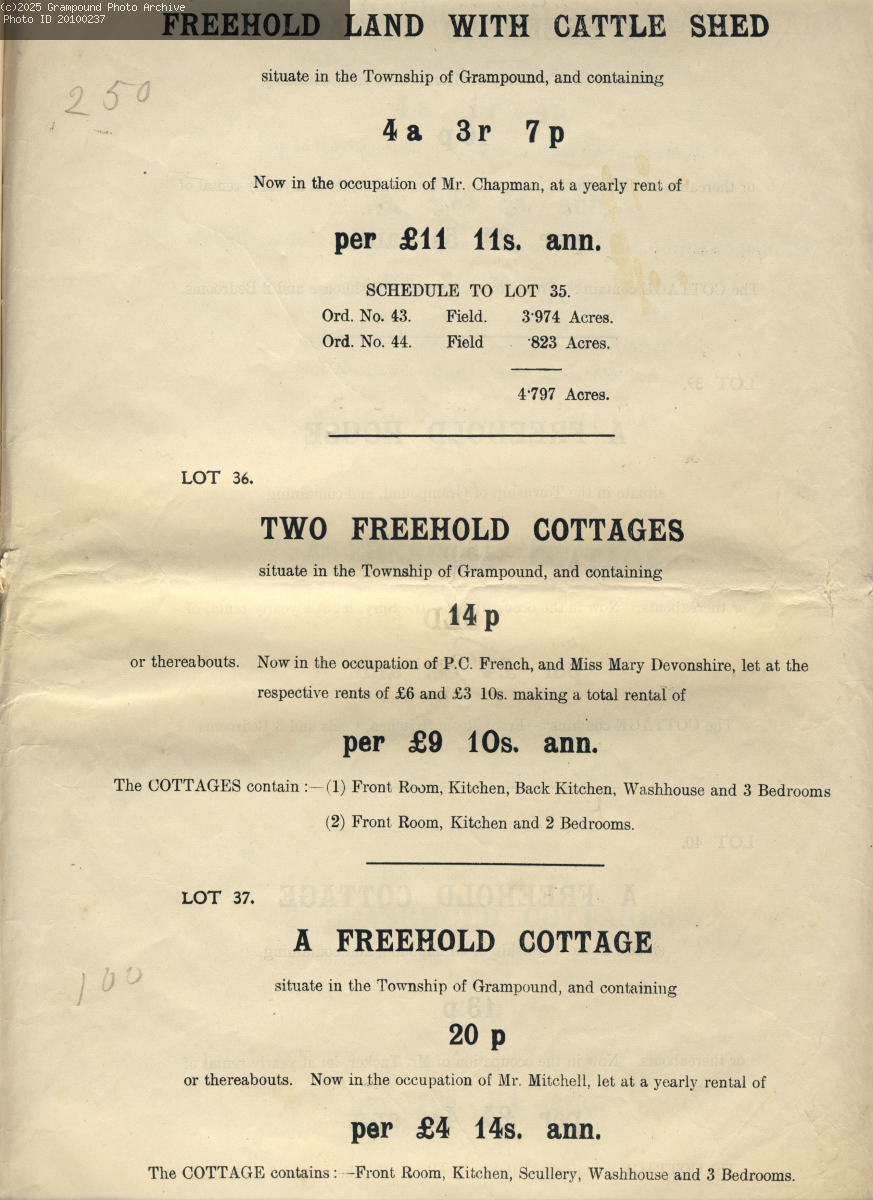 (c)2025 Grampound Photo Archive
Photo ID 20100237
FREEHOLD LAND WITH CATTLE SHED
situate in the Township of Grampound, and containing
250
4 a 3 r 7 p
Now in the occupation of Mr. Chapman, at a yearly rent of
per £11 11s. ann.
SCHEDULE TO LOT 35.
Ord. No. 43. Field. 3·974 Acres.
Ord. No. 44. Field ·823 Acres.
4·797 Acres.
LOT 36.
TWO FREEHOLD COTTAGES
situate in the Township of Grampound, and containing
14 p
or thereabouts. Now in the occupation of P.C. French, and Miss Mary Devonshire, let at the
respective rents of £6 and £3 10s. making a total rental of
per £9 10s. ann.
The COTTAGES contain :—(1) Front Room, Kitchen, Back Kitchen, Washhouse and 3 Bedrooms
(2) Front Room, Kitchen and 2 Bedrooms.
LOT 37.
A FREEHOLD COTTAGE
100
situate in the Township of Grampound, and containing
20 p
or thereabouts. Now in the occupation of Mr. Mitchell, let at a yearly rental of
per £4 14s. ann.
The COTTAGE contains : —Front Room, Kitchen, Scullery, Washhouse and 3 Bedrooms.